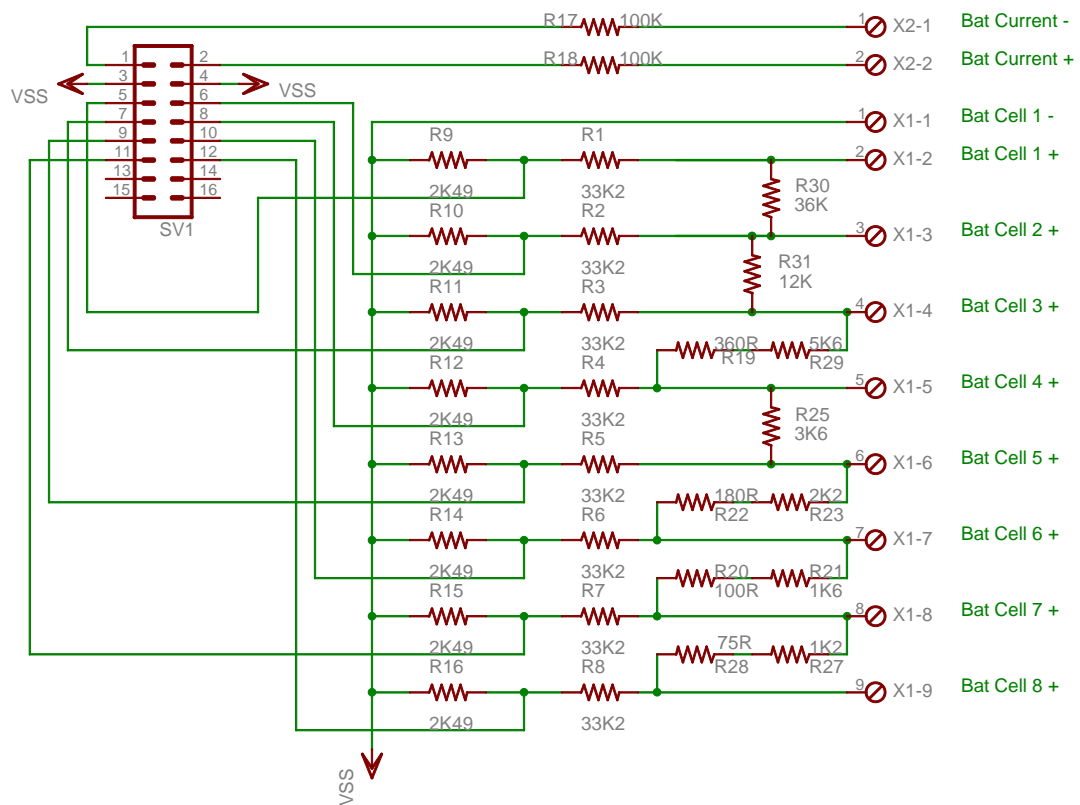 R17 100K 1 X2-1 Bat Current -
R18 100K 2 X2-2 Bat Current +
1 2
3 4
VSS VSS
5 6
7 8
9 10
11 12
13 14
15 16
SV1
1 X1-1 Bat Cell 1 -
R9 R1 2 X1-2 Bat Cell 1 +
2K49 33K2 R30 36K
R10 R2 3 X1-3 Bat Cell 2 +
2K49 33K2 R31 12K
R11 R3 4 X1-4 Bat Cell 3 +
2K49 33K2 360R R19 5K6 R29
R12 R4 5 X1-5 Bat Cell 4 +
2K49 33K2 R25 3K6
R13 R5 6 X1-6 Bat Cell 5 +
2K49 33K2 180R R22 2K2 R23
R14 R6 7 X1-7 Bat Cell 6 +
2K49 33K2 R20 100R R21 1K6
R15 R7 8 X1-8 Bat Cell 7 +
2K49 33K2 75R R28 1K2 R27
R16 R8 9 X1-9 Bat Cell 8 +
2K49 33K2
VSS